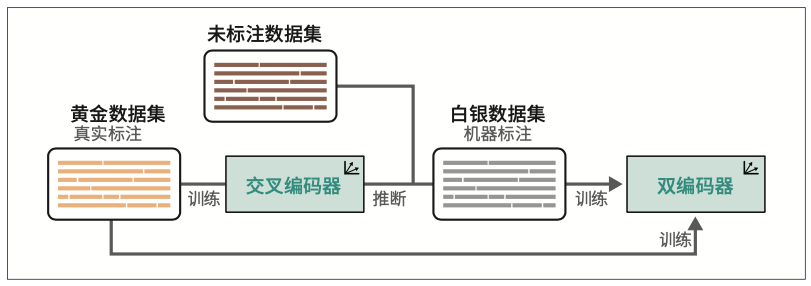 未标注数据集
黄金数据集
真实标注
白银数据集
机器标注
交叉编码器
双编码器
训练
推断
训练
训练